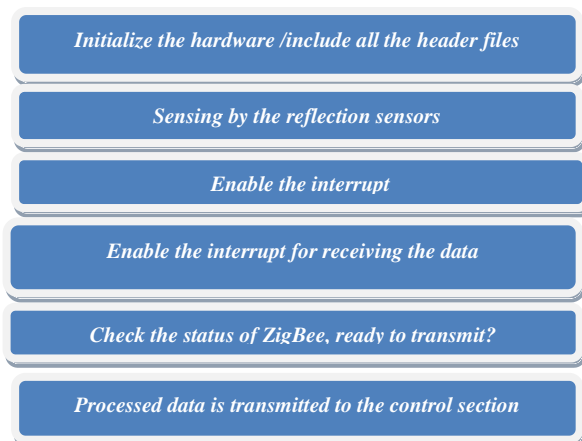 Initialize the hardware /include all the header files
Sensing by the reflection sensors
Enable the interrupt
Enable the interrupt for receiving the data
Check the status of ZigBee, ready to transmit?
Processed data is transmitted to the control section